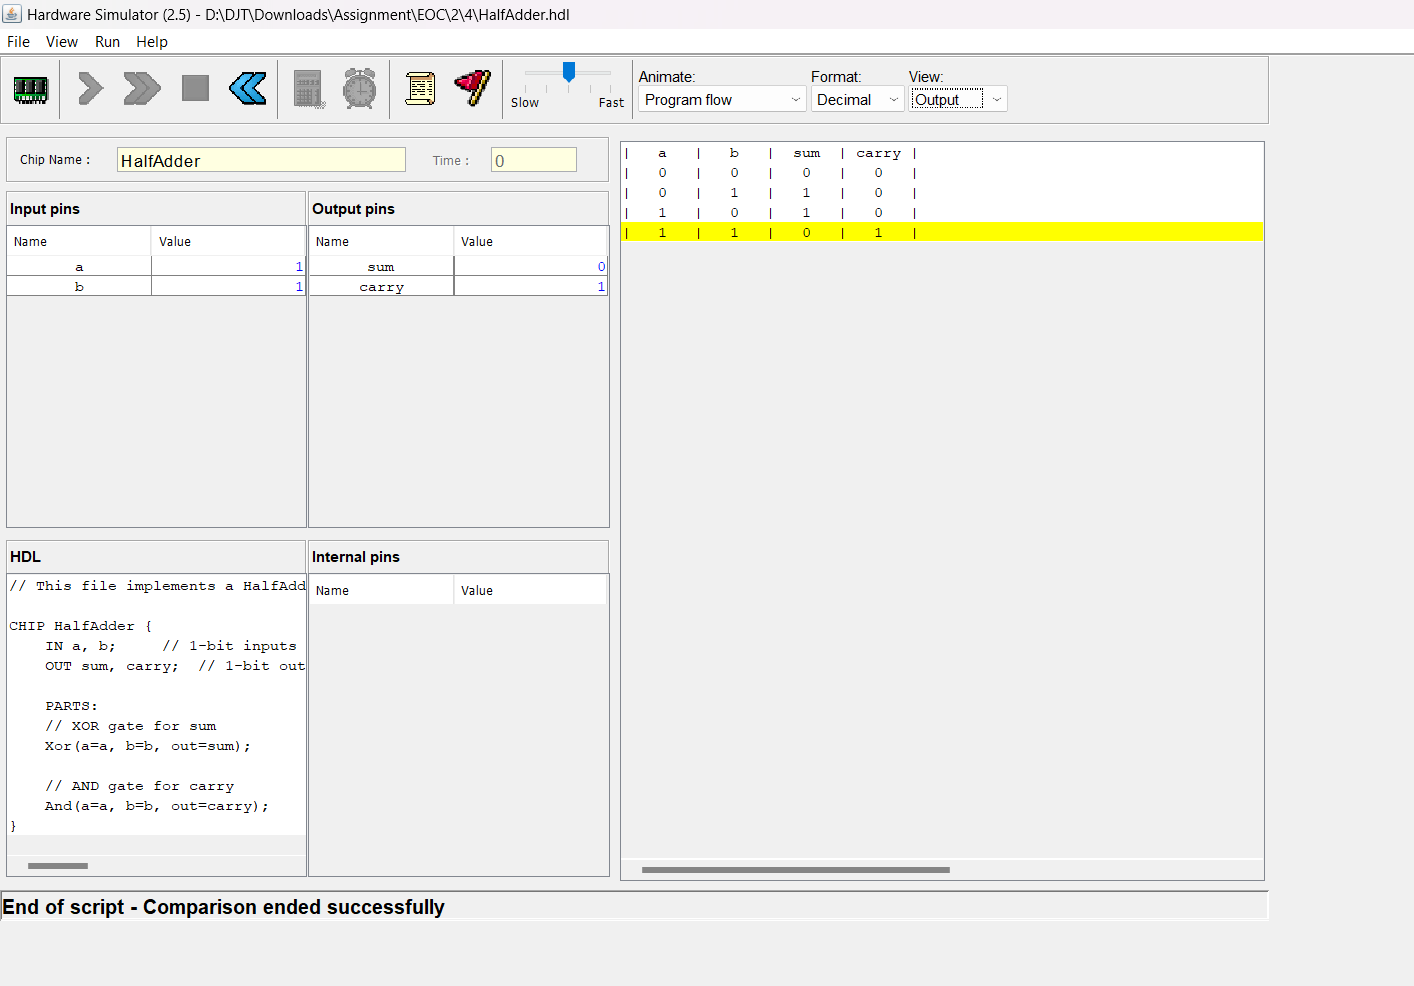 Hardware Simulator (2.5) - D:\DJT\Downloads\Assignment\EOC\2\4\HalfAdder.hdl
File View Run Help
Slow Fast
Animate: Format: View:
Program flow Decimal Output
Chip Name : HalfAdder Time : 0
Input pins
Name Value
a 1
b 1
Output pins
Name Value
sum 0
carry 1
| a | b | sum | carry |
| 0 | 0 | 0 | 0 |
| 0 | 1 | 1 | 0 |
| 1 | 0 | 1 | 0 |
| 1 | 1 | 0 | 1 |
HDL
// This file implements a HalfAdd
CHIP HalfAdder {
IN a, b; // 1-bit inputs
OUT sum, carry; // 1-bit out
PARTS:
// XOR gate for sum
Xor(a=a, b=b, out=sum);
// AND gate for carry
And(a=a, b=b, out=carry);
}
Internal pins
Name Value
End of script - Comparison ended successfully